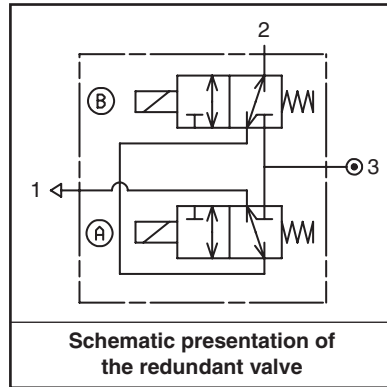 2
B
3
1
A
Schematic presentation of
the redundant valve